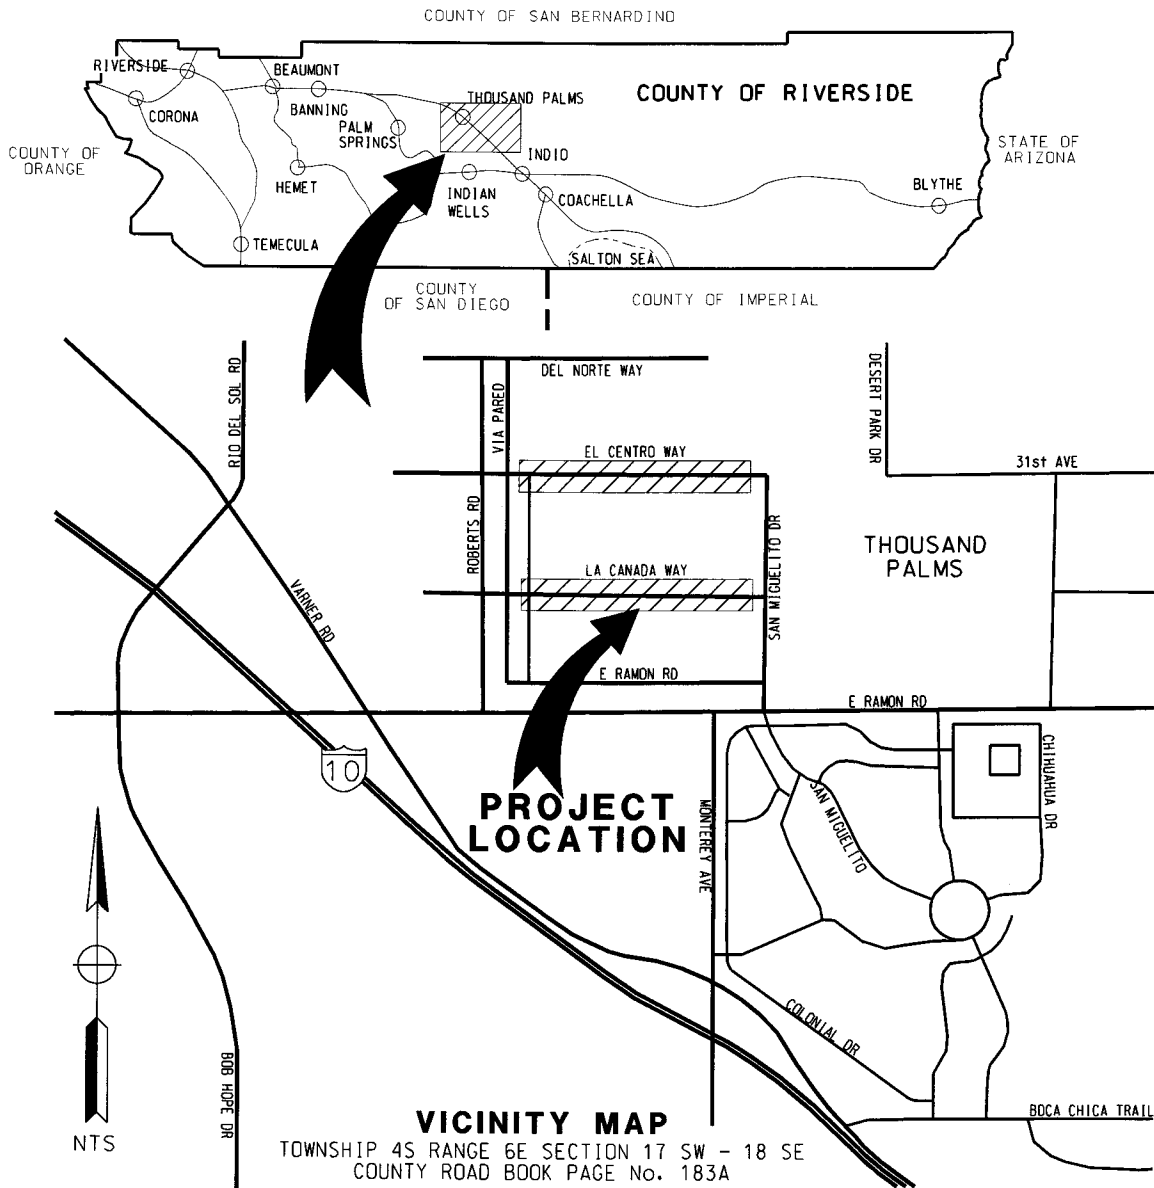 COUNTY OF SAN BERNARDINO
RIVERSIDE
BEAUMONT
THOUSAND PALMS
COUNTY OF RIVERSIDE
CORONA
BANNING
PALM
SPRINGS
COUNTY OF
ORANGE
STATE OF
ARIZONA
INDIO
HEMET
INDIAN
WELLS
COACHELLA
BLYTHE
TEMECULA
SALTON SEA
COUNTY
OF SAN DIEGO
COUNTY OF IMPERIAL
RIO DEL SOL RD
DEL NORTE WAY
VIA PARED
DESERT PARK DR
EL CENTRO WAY
31st AVE
ROBERTS RD
SAN MIGUELITO DR
THOUSAND
PALMS
LA CANADA WAY
VARNER RD
E RAMON RD
E RAMON RD
10
CHIHUAHUA DR
PROJECT
LOCATION
MONTEREY AVE
SAN MIGUELITO
COLONIAL DR
BOB HOPE DR
BOCA CHICA TRAIL
NTS
VICINITY MAP
TOWNSHIP 4S RANGE 6E SECTION 17 SW - 18 SE
COUNTY ROAD BOOK PAGE No. 183A